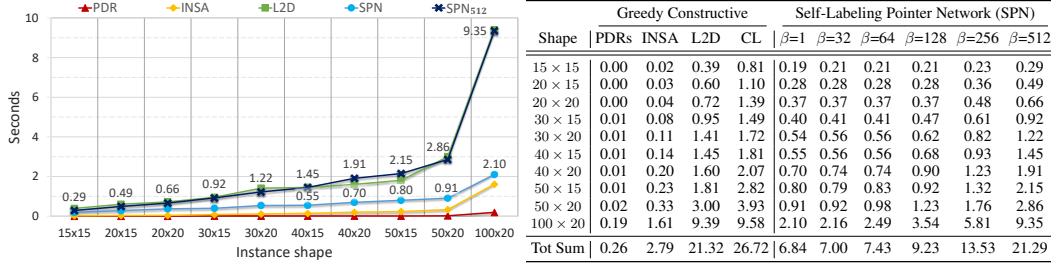 PDR INSA L2D SPN SPN512
Seconds
10
8
6
4
2
0
0.29 0.49 0.66 0.92 1.22 1.45 1.91 2.15 2.86 9.35
0.55 0.70 0.80 0.91 2.10
15x15 20x15 20x20 30x15 30x20 40x15 40x20 50x15 50x20 100x20
Instance shape
Greedy Constructive Self-Labeling Pointer Network (SPN)
Shape PDRs INSA L2D CL β=1 β=32 β=64 β=128 β=256 β=512
15 × 15 0.00 0.02 0.39 0.81 0.19 0.21 0.21 0.21 0.23 0.29
20 × 15 0.00 0.03 0.60 1.10 0.28 0.28 0.28 0.28 0.36 0.49
20 × 20 0.00 0.04 0.72 1.39 0.37 0.37 0.37 0.37 0.48 0.66
30 × 15 0.01 0.08 0.95 1.49 0.40 0.41 0.41 0.47 0.61 0.92
30 × 20 0.01 0.11 1.41 1.72 0.54 0.56 0.56 0.62 0.82 1.22
40 × 15 0.01 0.14 1.45 1.81 0.55 0.56 0.56 0.68 0.93 1.45
40 × 20 0.01 0.20 1.60 2.07 0.70 0.74 0.74 0.90 1.23 1.91
50 × 15 0.01 0.23 1.81 2.82 0.80 0.79 0.83 0.92 1.32 2.15
50 × 20 0.02 0.33 3.00 3.93 0.91 0.92 0.98 1.23 1.76 2.86
100 × 20 0.19 1.61 9.39 9.58 2.10 2.16 2.49 3.54 5.81 9.35
Tot Sum 0.26 2.79 21.32 26.72 6.84 7.00 7.43 9.23 13.53 21.29